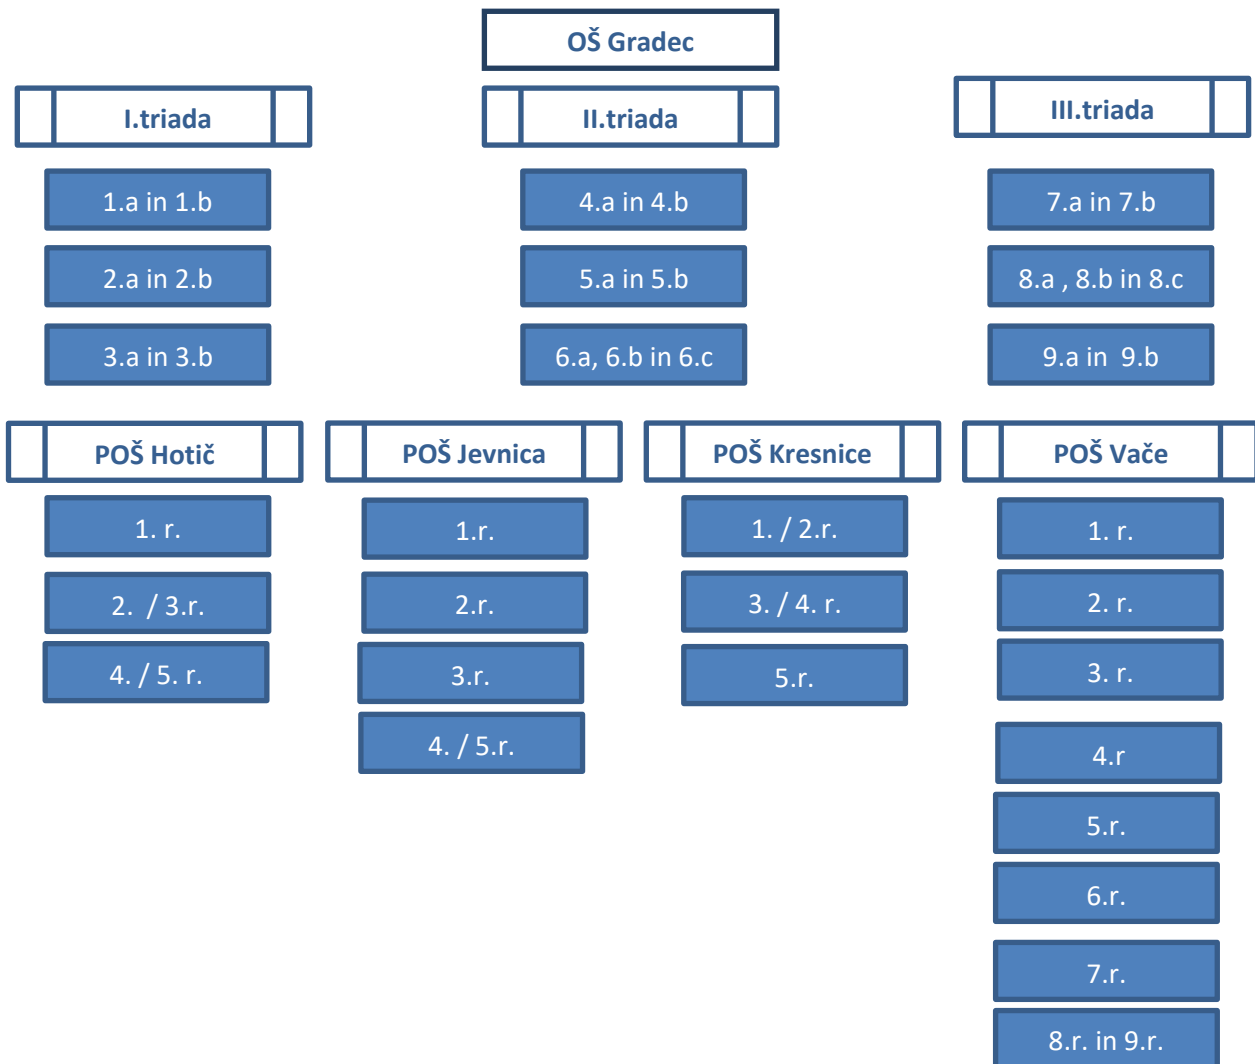 OŠ Gradec
I.triada
II.triada
III.triada
1.a in 1.b
4.a in 4.b
7.a in 7.b
2.a in 2.b
5.a in 5.b
8.a , 8.b in 8.c
3.a in 3.b
6.a, 6.b in 6.c
9.a in 9.b
POŠ Hotič
POŠ Jevnica
POŠ Kresnice
POŠ Vače
1. r.
2. / 3.r.
4. / 5. r.
1.r.
2.r.
3.r.
4. / 5.r.
1. / 2.r.
3. / 4. r.
5.r.
1. r.
2. r.
3. r.
4.r
5.r.
6.r.
7.r.
8.r. in 9.r.